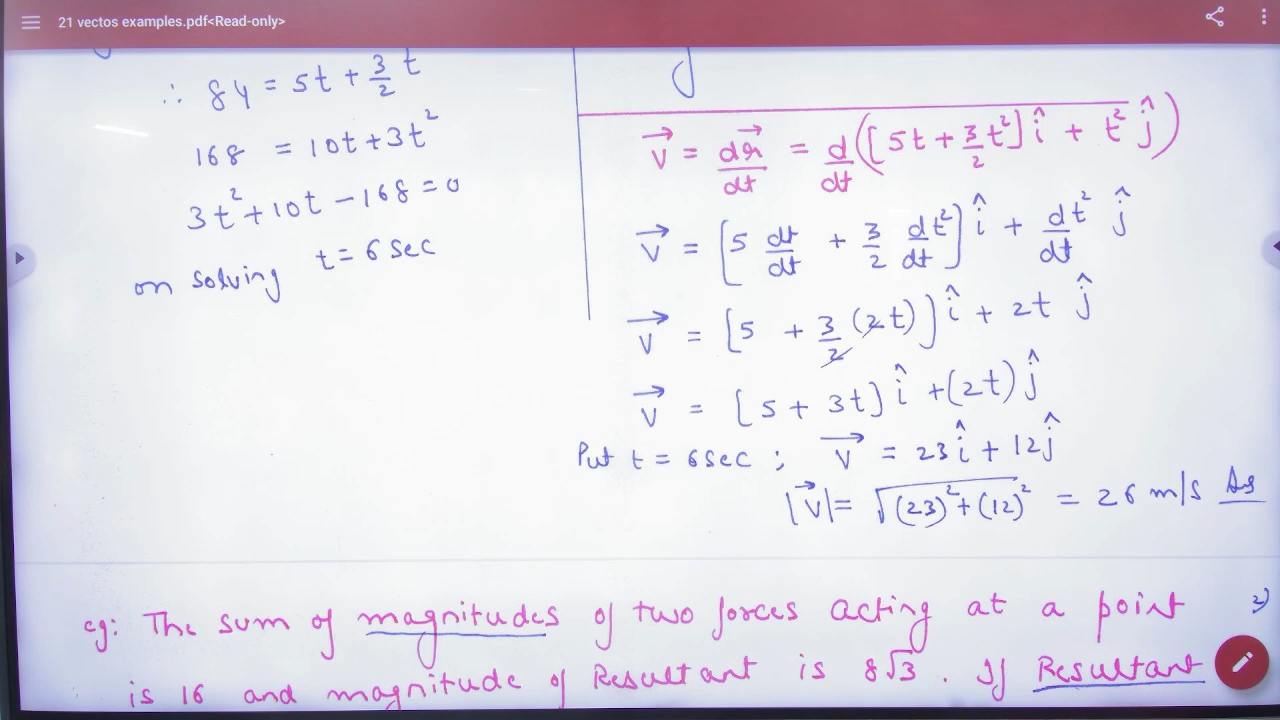 21 vectos examples.pdf<Read-only>
∴ 84 = 5t + 3/2 t
168 = 10t + 3t²
3t² + 10t - 168 = 0
on solving t = 6 sec
v⃗ = dr⃗/dt = d/dt ([5t + 3/2 t²] î + t² ĵ)
v⃗ = [5 dt/dt + 3/2 dt²/dt] î + dt²/dt ĵ
v⃗ = [5 + 3/2 (2t)] î + 2t ĵ
v⃗ = [5 + 3t] î + (2t) ĵ
Put t = 6 sec ; v⃗ = 23 î + 12 ĵ
|v⃗| = √(23)² + (12)² = 26 m/s As
eg: The sum of magnitudes of two forces acting at a point
is 16 and magnitude of Resultant is 8√3 . If Resultant